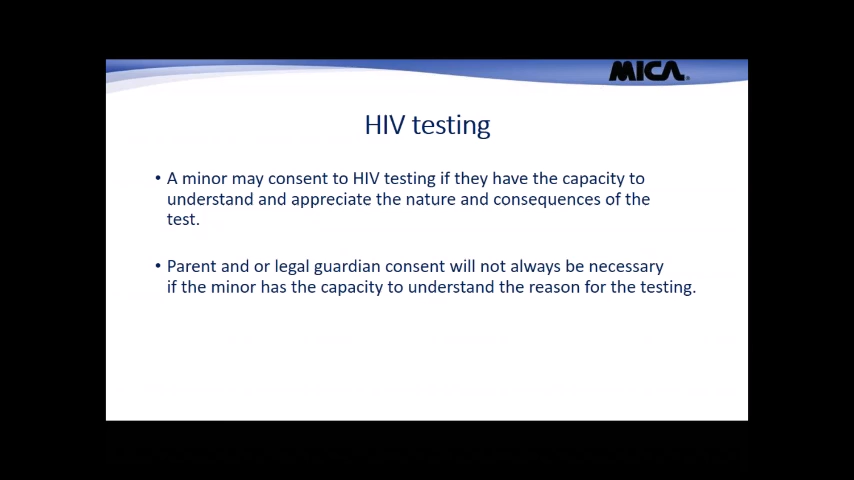 MICA
HIV testing
• A minor may consent to HIV testing if they have the capacity to
understand and appreciate the nature and consequences of the
test.
• Parent and or legal guardian consent will not always be necessary
if the minor has the capacity to understand the reason for the testing.